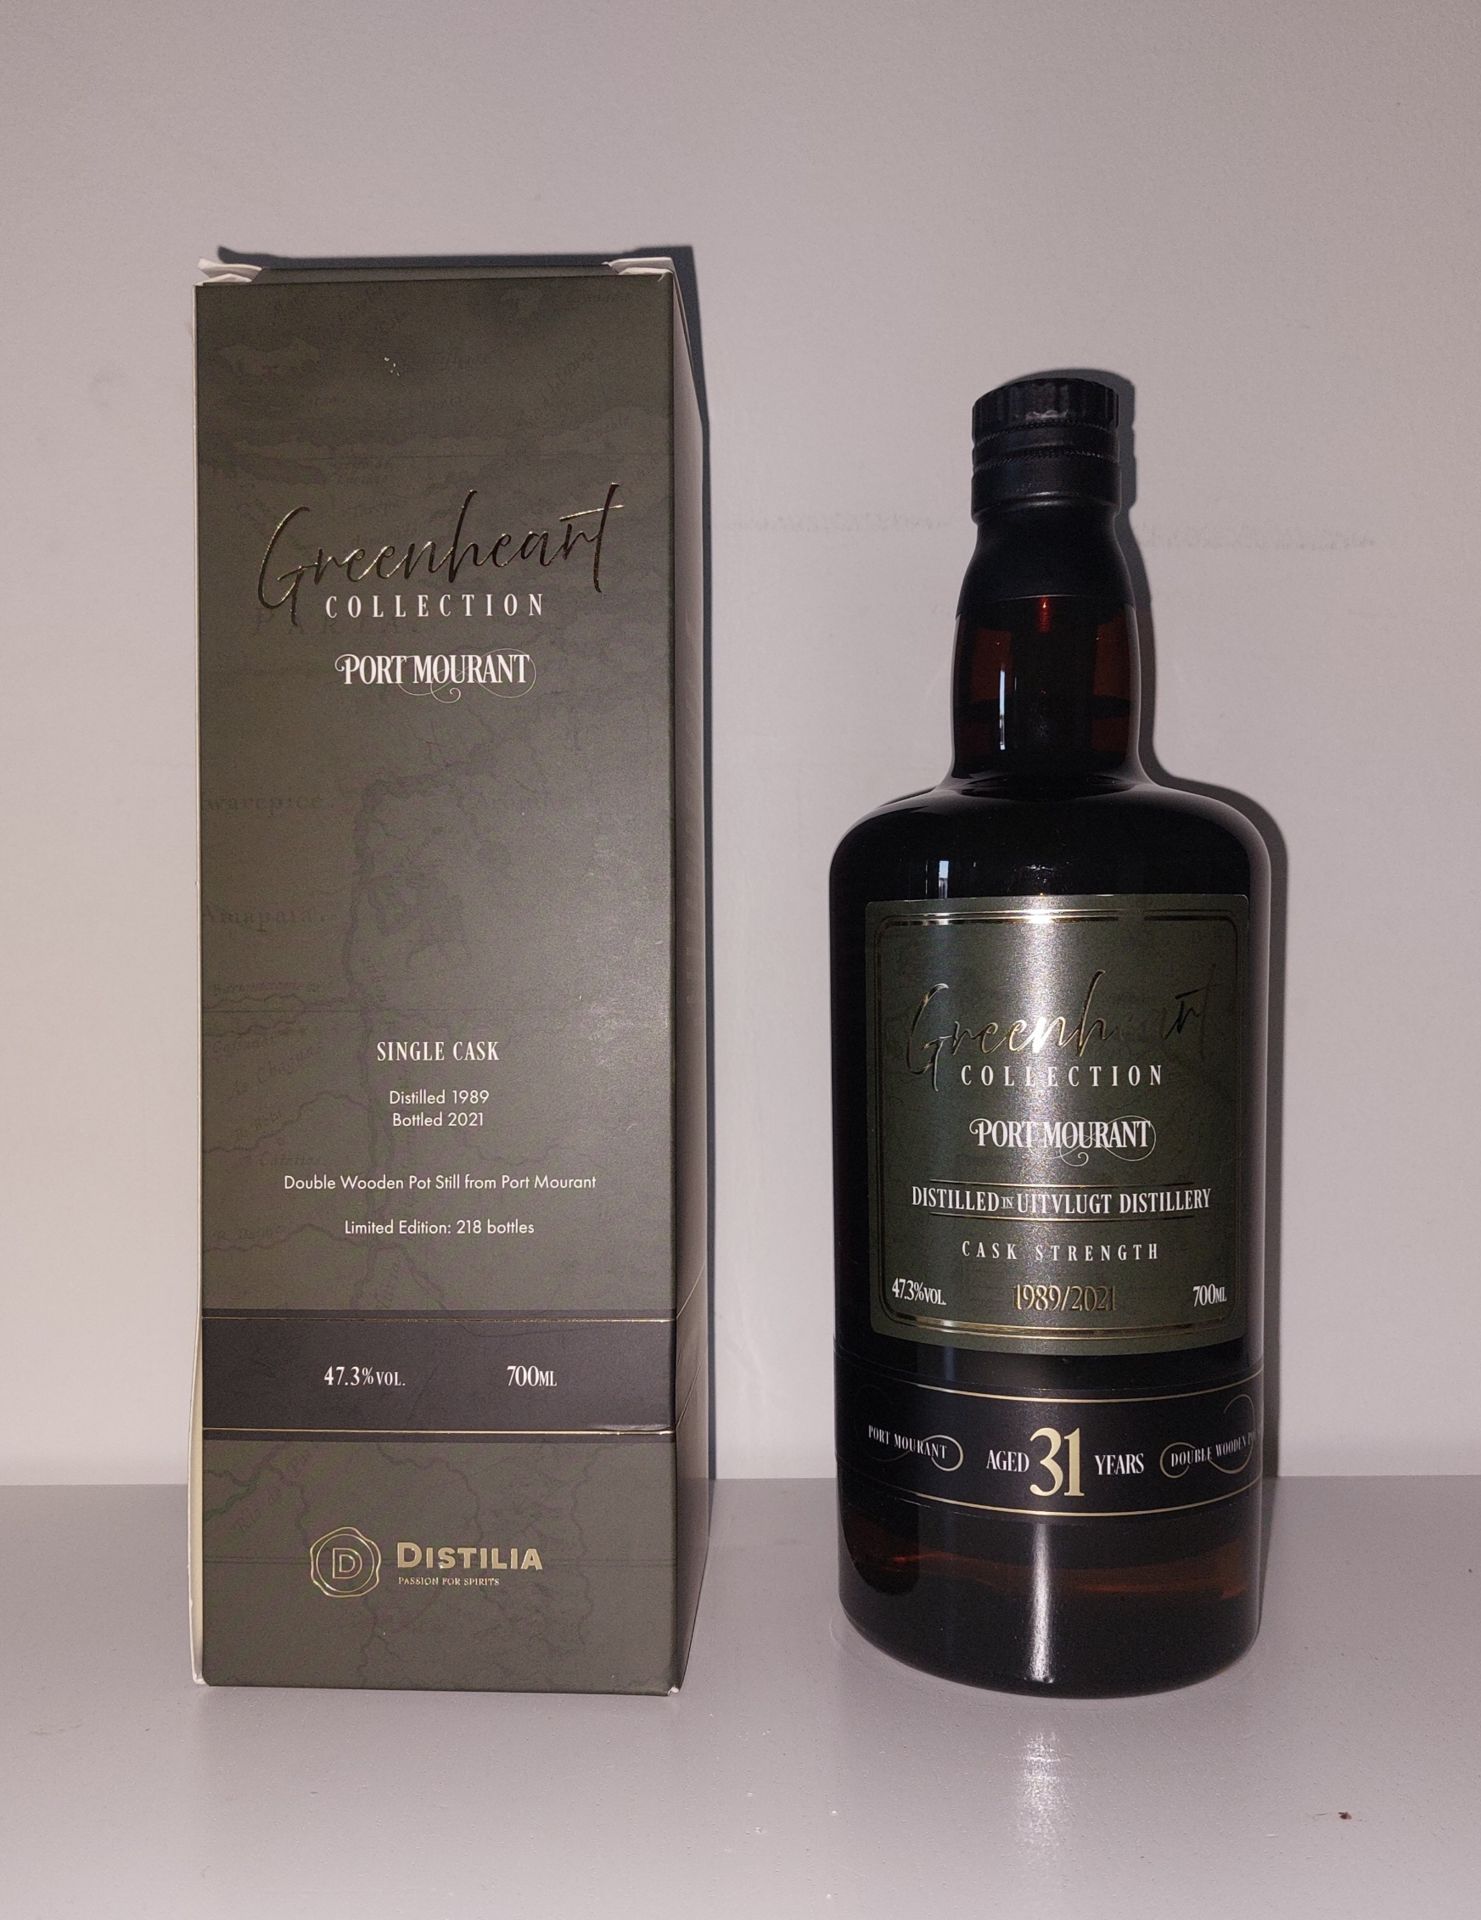 Greenheart
COLLECTION
PORT MOURANT
SINGLE CASK
Distilled 1989
Bottled 2021
Double Wooden Pot Still from Port Mourant
Limited Edition: 218 bottles
47.3%VOL. 700ML
D DISTILIA
PASSION FOR SPIRITS
Greenheart
COLLECTION
PORT MOURANT
DISTILLED IN UITVLUGT DISTILLERY
CASK STRENGTH
47.3%VOL. 1989/2021 700ML
PORT MOURANT AGED 31 YEARS DOUBLE WOODEN